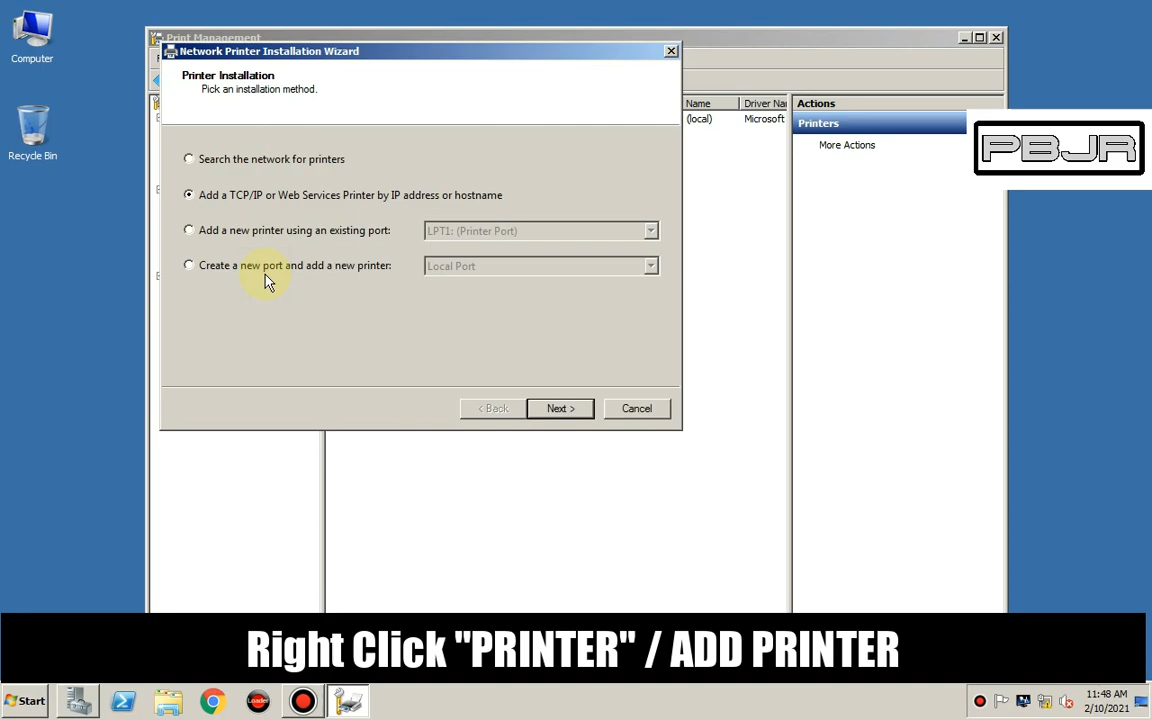 Computer
Recycle Bin
Print Management
Network Printer Installation Wizard
Printer Installation
Pick an installation method.
Search the network for printers
Add a TCP/IP or Web Services Printer by IP address or hostname
Add a new printer using an existing port:
LPT1: (Printer Port)
Create a new port and add a new printer:
Local Port
< Back
Next >
Cancel
Name
Driver Na
(local)
Microsoft
Actions
Printers
More Actions
PBJR
Right Click "PRINTER" / ADD PRINTER
Start
Loader
11:48 AM
2/10/2021